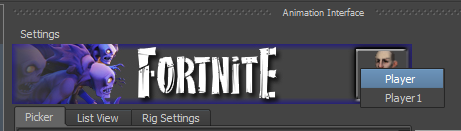 Animation Interface
Settings
FORTNITE
Player
Player1
Picker List View Rig Settings